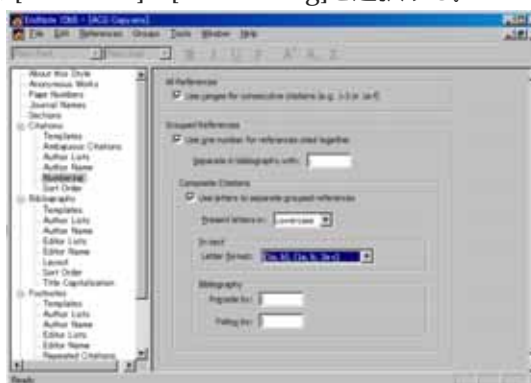 EndNote
File Edit References Groups Tools Window Help
About this Style
Anonymous Works
Page Numbers
Journal Names
Sections
Citations
Templates
Ambiguous Citations
Author Lists
Author Name
Numbering
Sort Order
Bibliography
Templates
Author Lists
Author Name
Editor Lists
Editor Name
Layout
Sort Order
Title Capitalization
Footnotes
Templates
Author Lists
Author Name
Editor Lists
Editor Name
Repeated Citations
All References
Use ranges for consecutive citations (e.g. 1-3 or 1a-f)
Grouped References
Use one number for references cited together
Separate in bibliography with:
Composite Citations
Use letters to separate grouped references
Present letters in: Lowercase
In-text
Letter format:
Bibliography
Precede by:
Follow by:
Ready